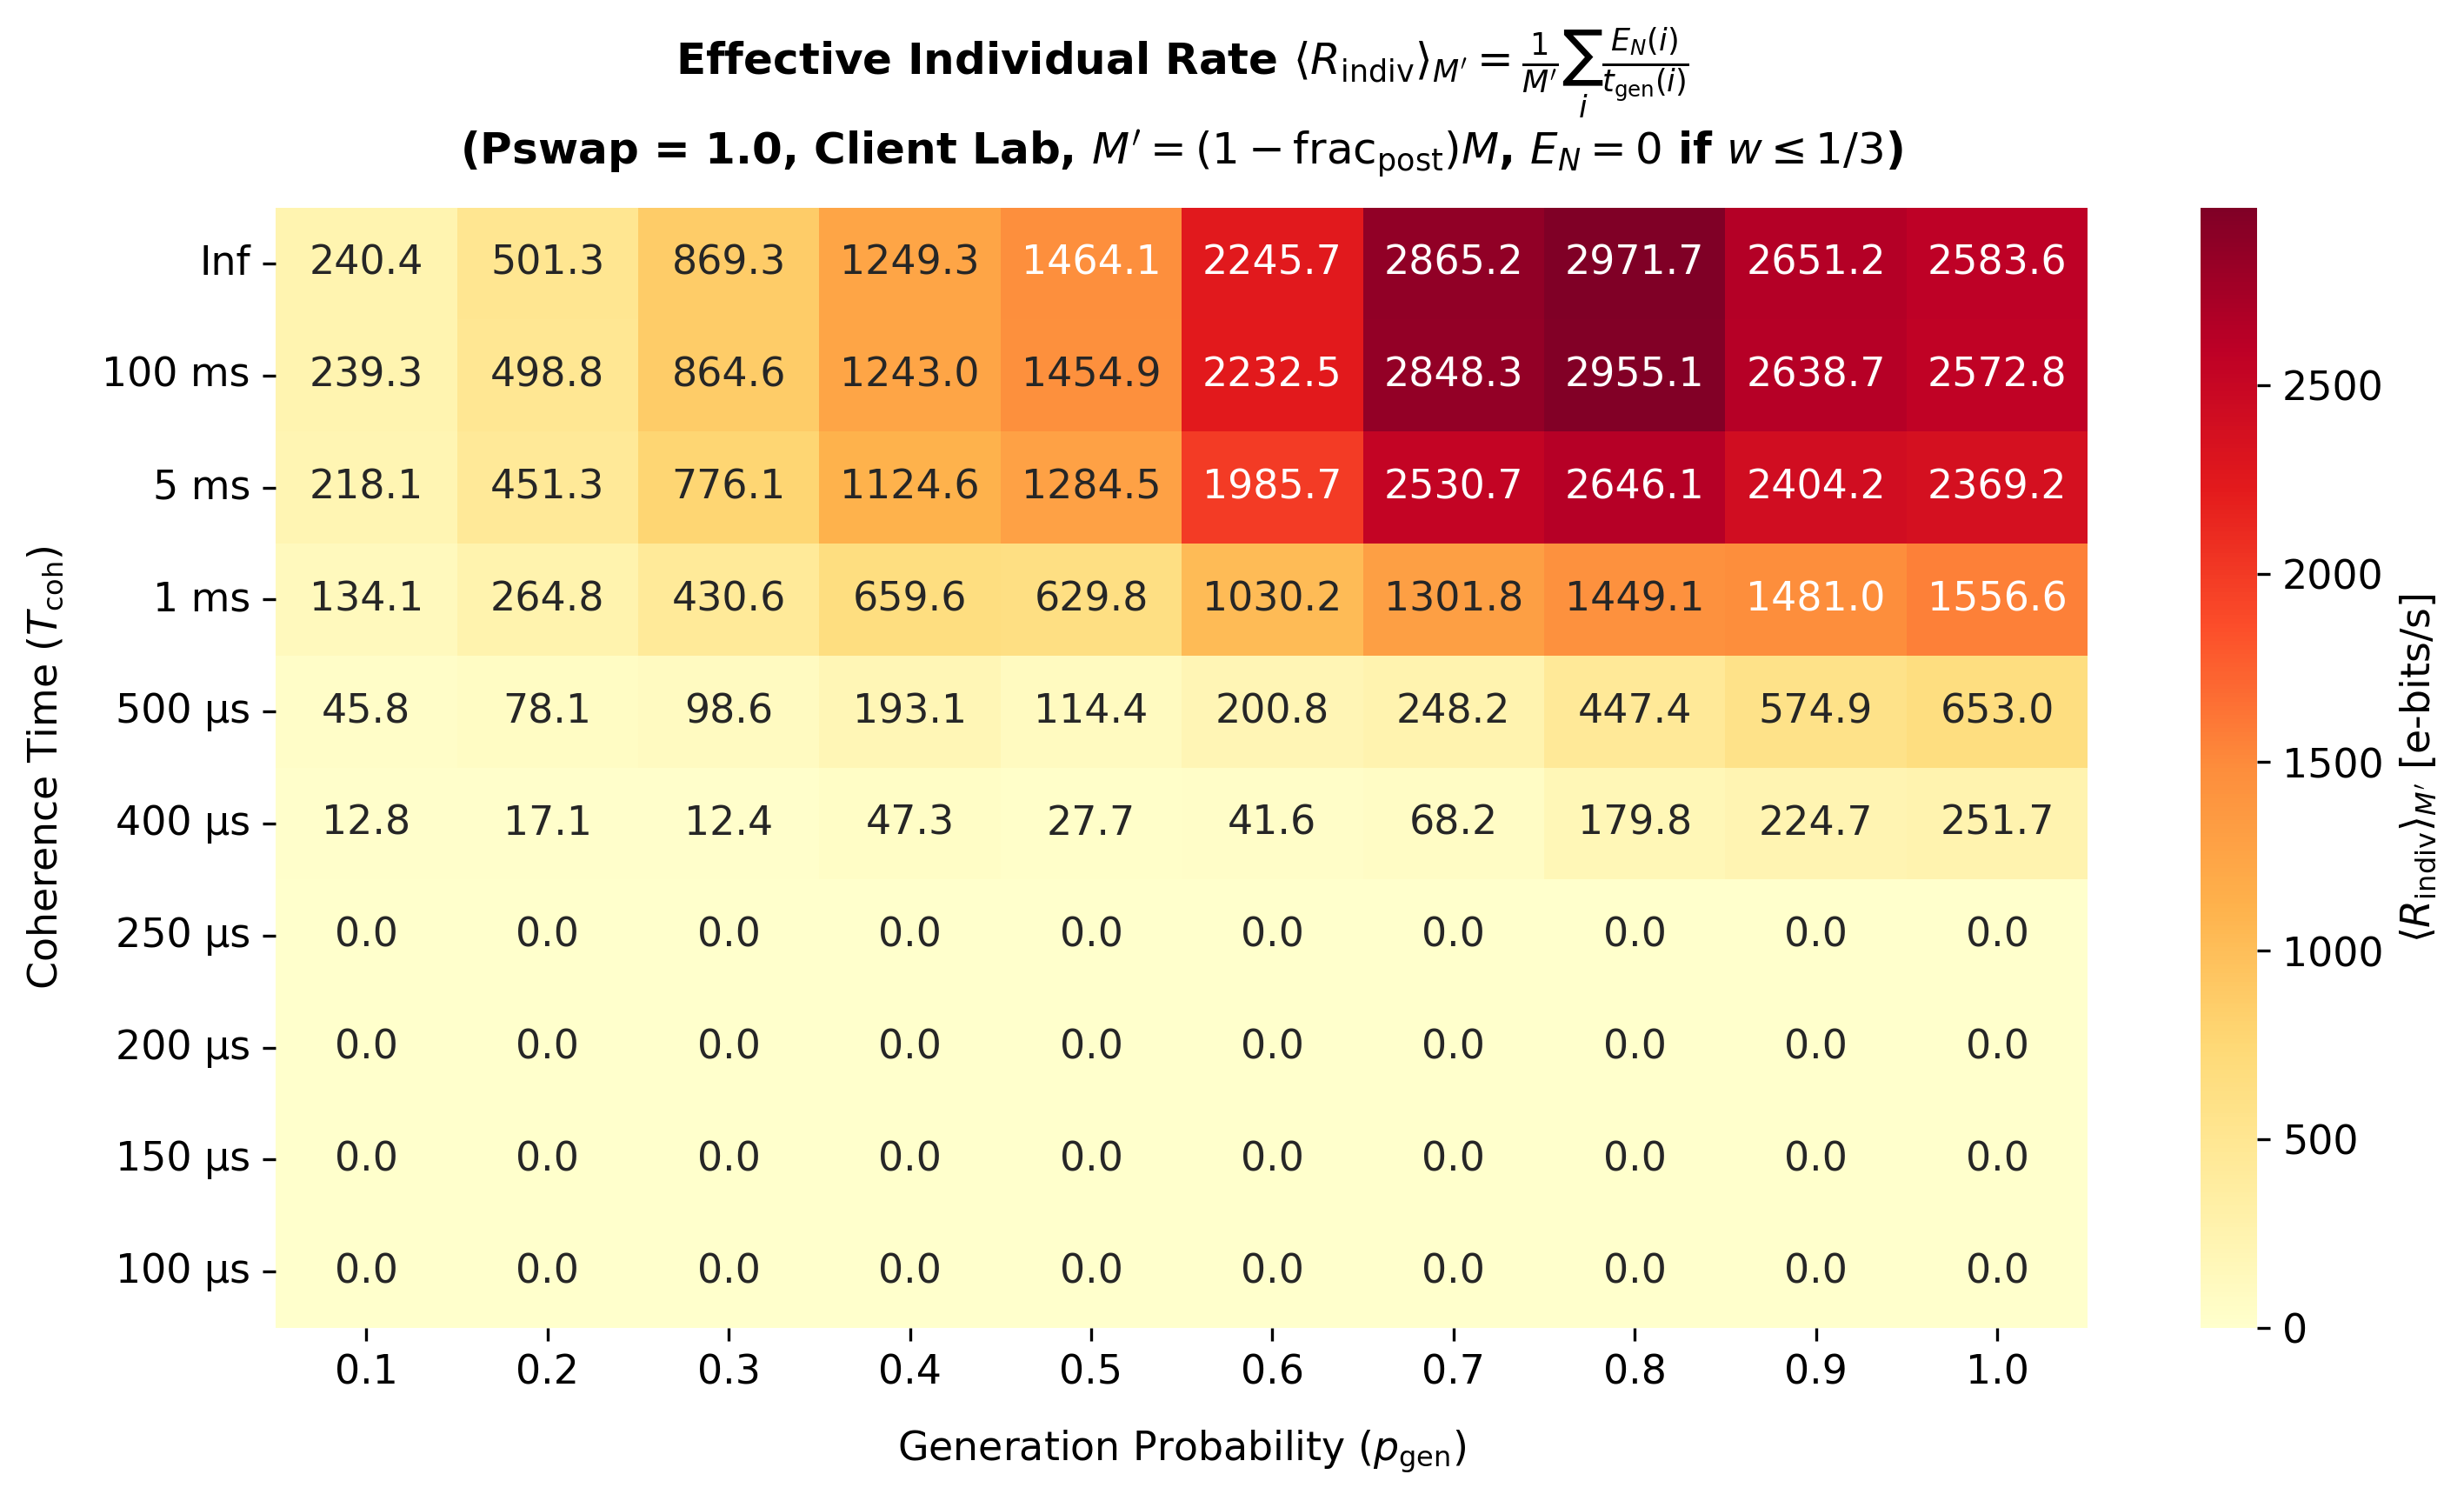 Effective Individual Rate ⟨R_indiv⟩_M′ = 1/M′ ∑_i E_N(i)/t_gen(i)
(Pswap = 1.0, Client Lab, M′ = (1 − frac_post)M, E_N = 0 if w ≤ 1/3)
Inf 240.4 501.3 869.3 1249.3 1464.1 2245.7 2865.2 2971.7 2651.2 2583.6
100 ms 239.3 498.8 864.6 1243.0 1454.9 2232.5 2848.3 2955.1 2638.7 2572.8
5 ms 218.1 451.3 776.1 1124.6 1284.5 1985.7 2530.7 2646.1 2404.2 2369.2
1 ms 134.1 264.8 430.6 659.6 629.8 1030.2 1301.8 1449.1 1481.0 1556.6
500 μs 45.8 78.1 98.6 193.1 114.4 200.8 248.2 447.4 574.9 653.0
400 μs 12.8 17.1 12.4 47.3 27.7 41.6 68.2 179.8 224.7 251.7
250 μs 0.0 0.0 0.0 0.0 0.0 0.0 0.0 0.0 0.0 0.0
200 μs 0.0 0.0 0.0 0.0 0.0 0.0 0.0 0.0 0.0 0.0
150 μs 0.0 0.0 0.0 0.0 0.0 0.0 0.0 0.0 0.0 0.0
100 μs 0.0 0.0 0.0 0.0 0.0 0.0 0.0 0.0 0.0 0.0
0.1 0.2 0.3 0.4 0.5 0.6 0.7 0.8 0.9 1.0
Generation Probability (p_gen)
Coherence Time (T_coh)
2500
2000
1500
1000
500
0
⟨R_indiv⟩_M′ [e-bits/s]